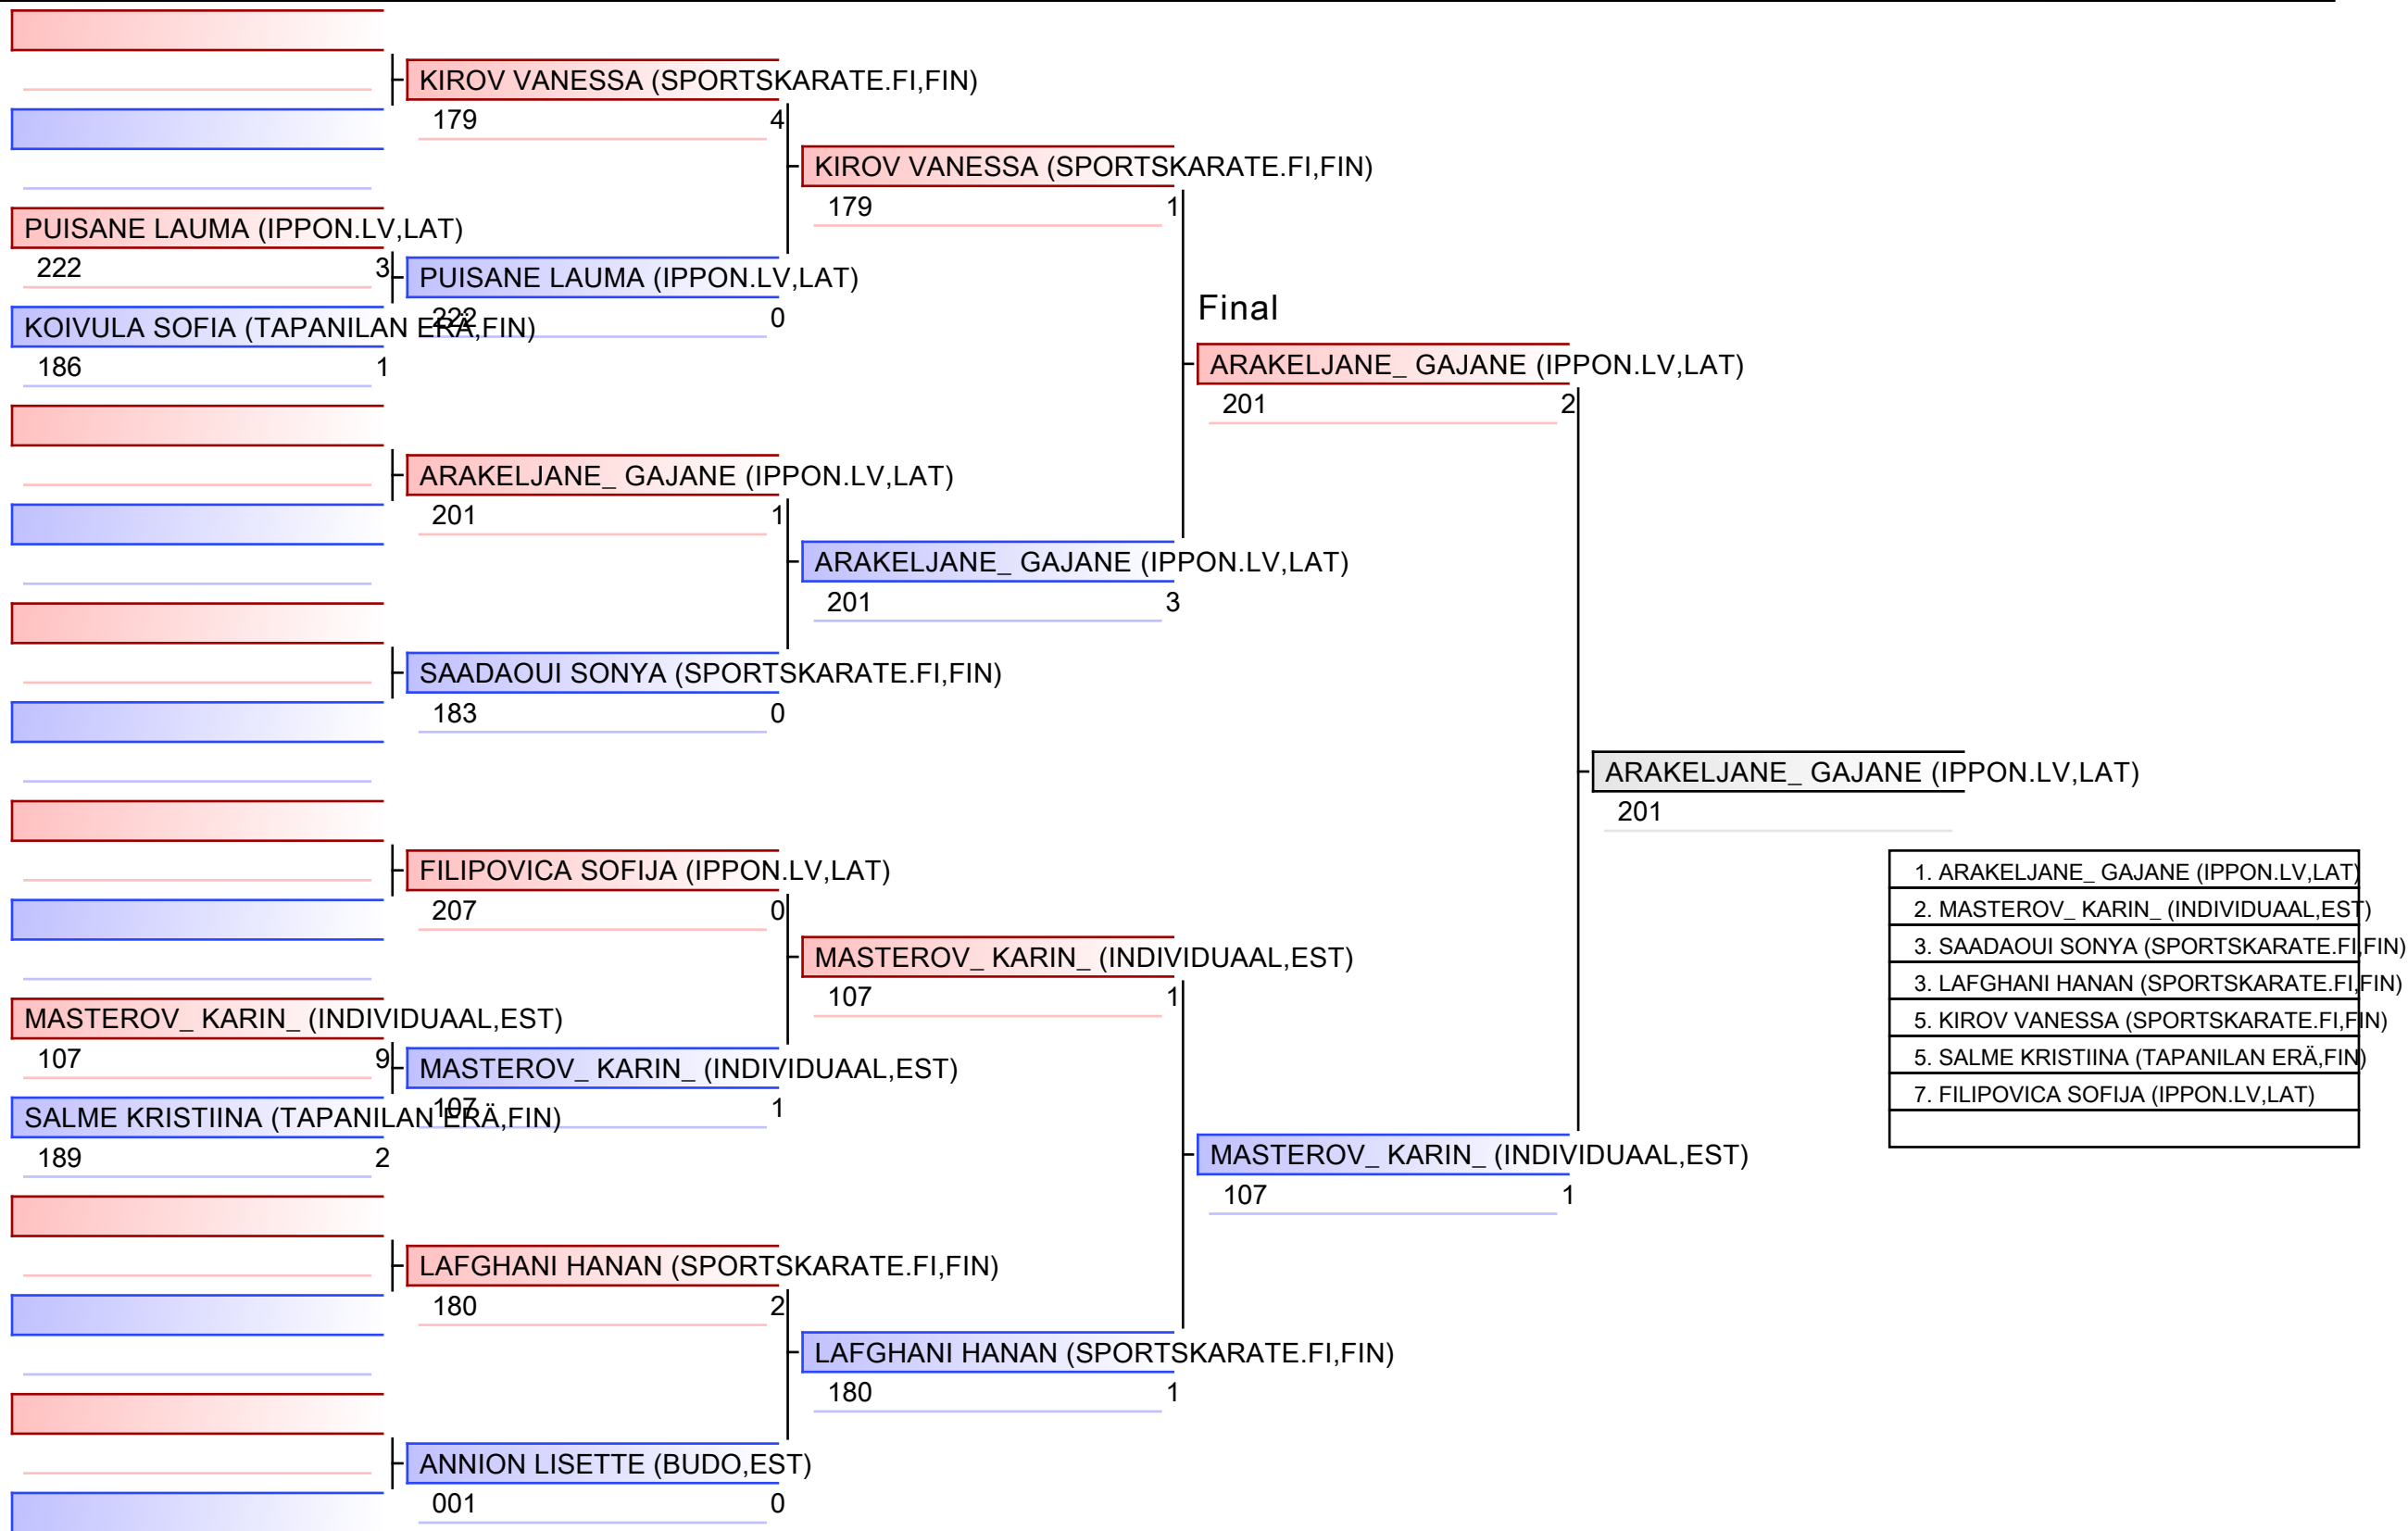 KIROV VANESSA (SPORTSKARATE.FI,FIN)
179 4
KIROV VANESSA (SPORTSKARATE.FI,FIN)
179 1
PUISANE LAUMA (IPPON.LV,LAT)
222 3
PUISANE LAUMA (IPPON.LV,LAT)
222 0
KOIVULA SOFIA (TAPANILAN ERÄ,FIN)
186 1
Final
ARAKELJANE_ GAJANE (IPPON.LV,LAT)
201 2
ARAKELJANE_ GAJANE (IPPON.LV,LAT)
201 1
ARAKELJANE_ GAJANE (IPPON.LV,LAT)
201 3
SAADAOUI SONYA (SPORTSKARATE.FI,FIN)
183 0
ARAKELJANE_ GAJANE (IPPON.LV,LAT)
201
FILIPOVICA SOFIJA (IPPON.LV,LAT)
207 0
MASTEROV_ KARIN_ (INDIVIDUAAL,EST)
107 1
MASTEROV_ KARIN_ (INDIVIDUAAL,EST)
107 9
MASTEROV_ KARIN_ (INDIVIDUAAL,EST)
107 1
SALME KRISTIINA (TAPANILAN ERÄ,FIN)
189 2
MASTEROV_ KARIN_ (INDIVIDUAAL,EST)
107 1
LAFGHANI HANAN (SPORTSKARATE.FI,FIN)
180 2
LAFGHANI HANAN (SPORTSKARATE.FI,FIN)
180 1
ANNION LISETTE (BUDO,EST)
001 0
1. ARAKELJANE_ GAJANE (IPPON.LV,LAT)
2. MASTEROV_ KARIN_ (INDIVIDUAAL,EST)
3. SAADAOUI SONYA (SPORTSKARATE.FI,FIN)
3. LAFGHANI HANAN (SPORTSKARATE.FI,FIN)
5. KIROV VANESSA (SPORTSKARATE.FI,FIN)
5. SALME KRISTIINA (TAPANILAN ERÄ,FIN)
7. FILIPOVICA SOFIJA (IPPON.LV,LAT)